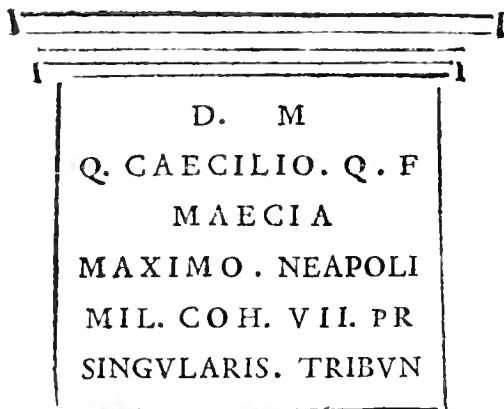 D. M
Q. CAECILIO. Q. F
MAECIA
MAXIMO. NEAPOLI
MIL. COH. VII. PR
SINGVLARIS. TRIBVN